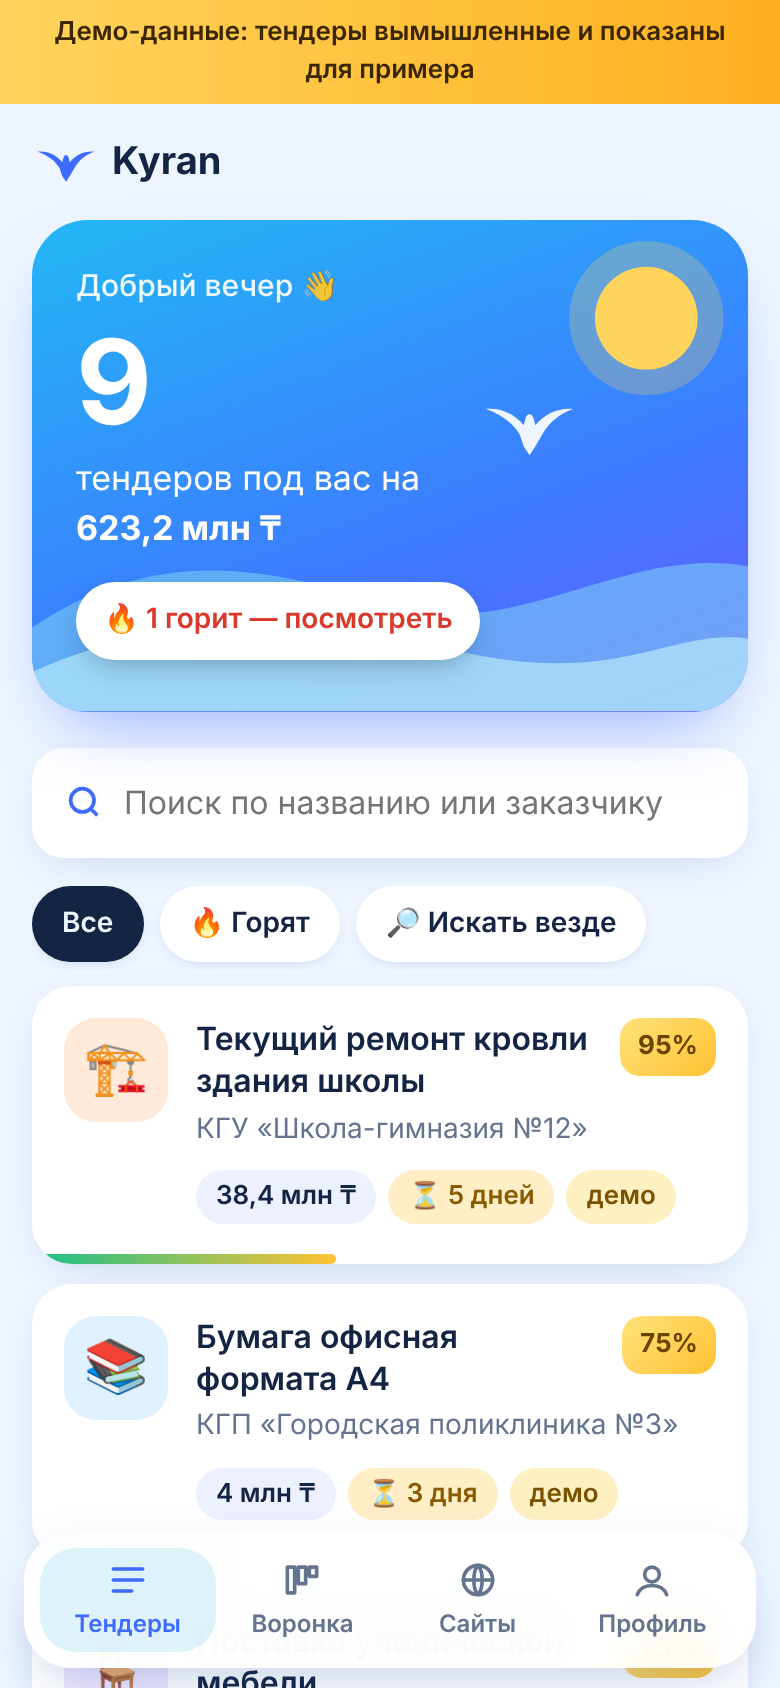 Демо-данные: тендеры вымышленные и показаны
для примера
Kyran
Добрый вечер 👋
9
тендеров под вас на
623,2 млн ₸
🔥 1 горит — посмотреть
Поиск по названию или заказчику
Все
🔥 Горят
🔎 Искать везде
Текущий ремонт кровли
здания школы
95%
КГУ «Школа-гимназия №12»
38,4 млн ₸
⏳ 5 дней
демо
Бумага офисная
формата А4
75%
КГП «Городская поликлиника №3»
4 млн ₸
⏳ 3 дня
демо
Поставка ученической
мебели
Тендеры
Воронка
Сайты
Профиль